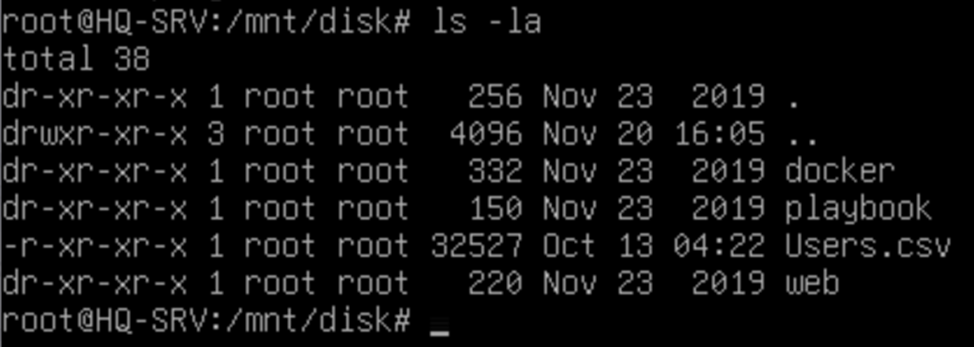 root@HQ-SRV:/mnt/disk# ls -la
total 38
dr-xr-xr-x 1 root root   256 Nov 23  2019 .
drwxr-xr-x 3 root root  4096 Nov 20 16:05 ..
dr-xr-xr-x 1 root root   332 Nov 23  2019 docker
dr-xr-xr-x 1 root root   150 Nov 23  2019 playbook
-r-xr-xr-x 1 root root 32527 Oct 13 04:22 Users.csv
dr-xr-xr-x 1 root root   220 Nov 23  2019 web
root@HQ-SRV:/mnt/disk# _